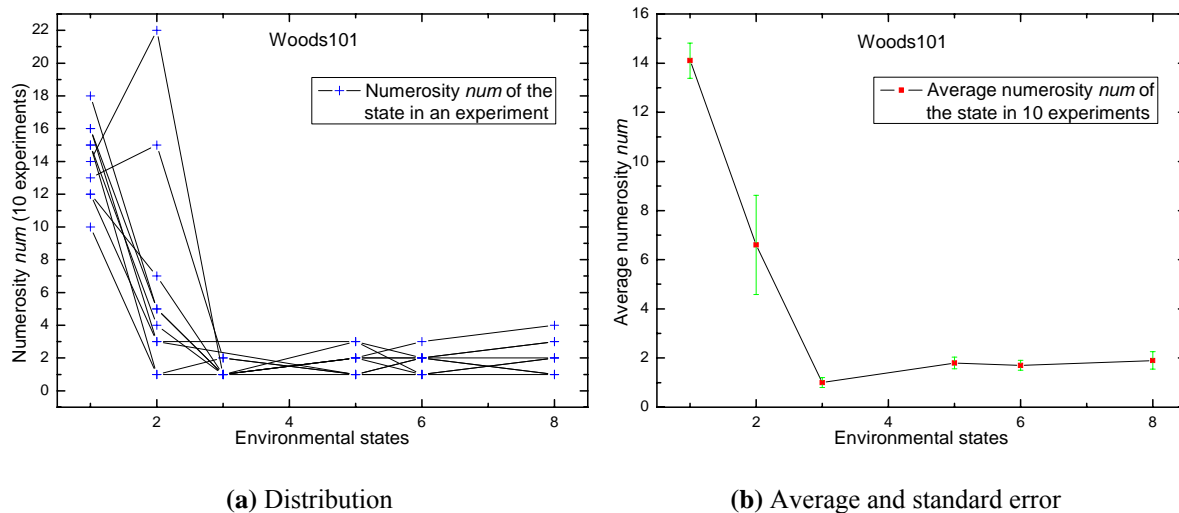 Woods101
Numerosity num of the
state in an experiment
Numerosity num (10 experiments)
22
20
18
16
14
12
10
8
6
4
2
0
2
4
6
8
Environmental states
(a) Distribution
Woods101
Average numerosity num of
the state in 10 experiments
Average numerosity num
16
14
12
10
8
6
4
2
0
2
4
6
8
Environmental states
(b) Average and standard error